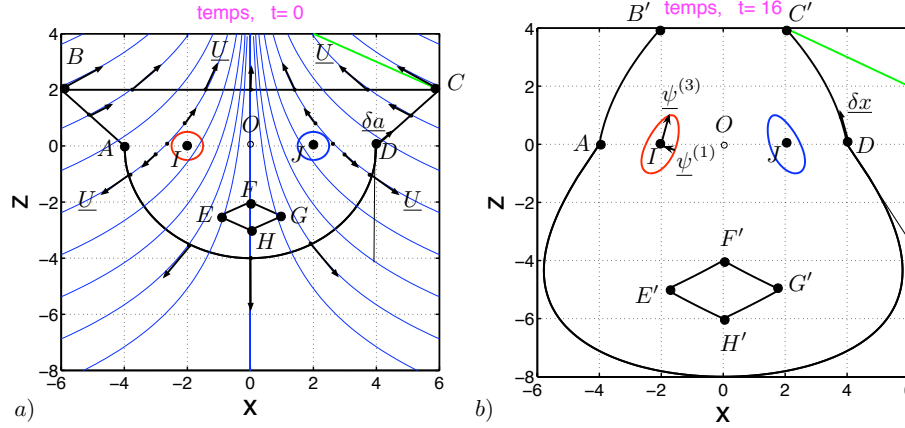 temps, t= 0
4
2
0
−2
−4
−6
−8
Z
B
U
U
C
δa
A
I
O
J
D
U
U
E
F
G
H
−6 −4 −2 0 2 4 6
X
a)
temps, t= 16
B′
C′
4
2
0
−2
−4
−6
−8
Z
ψ(3)
δx
A
I
O
J
D
ψ(1)
F′
E′
G′
H′
−6 −4 −2 0 2 4 6
X
b)